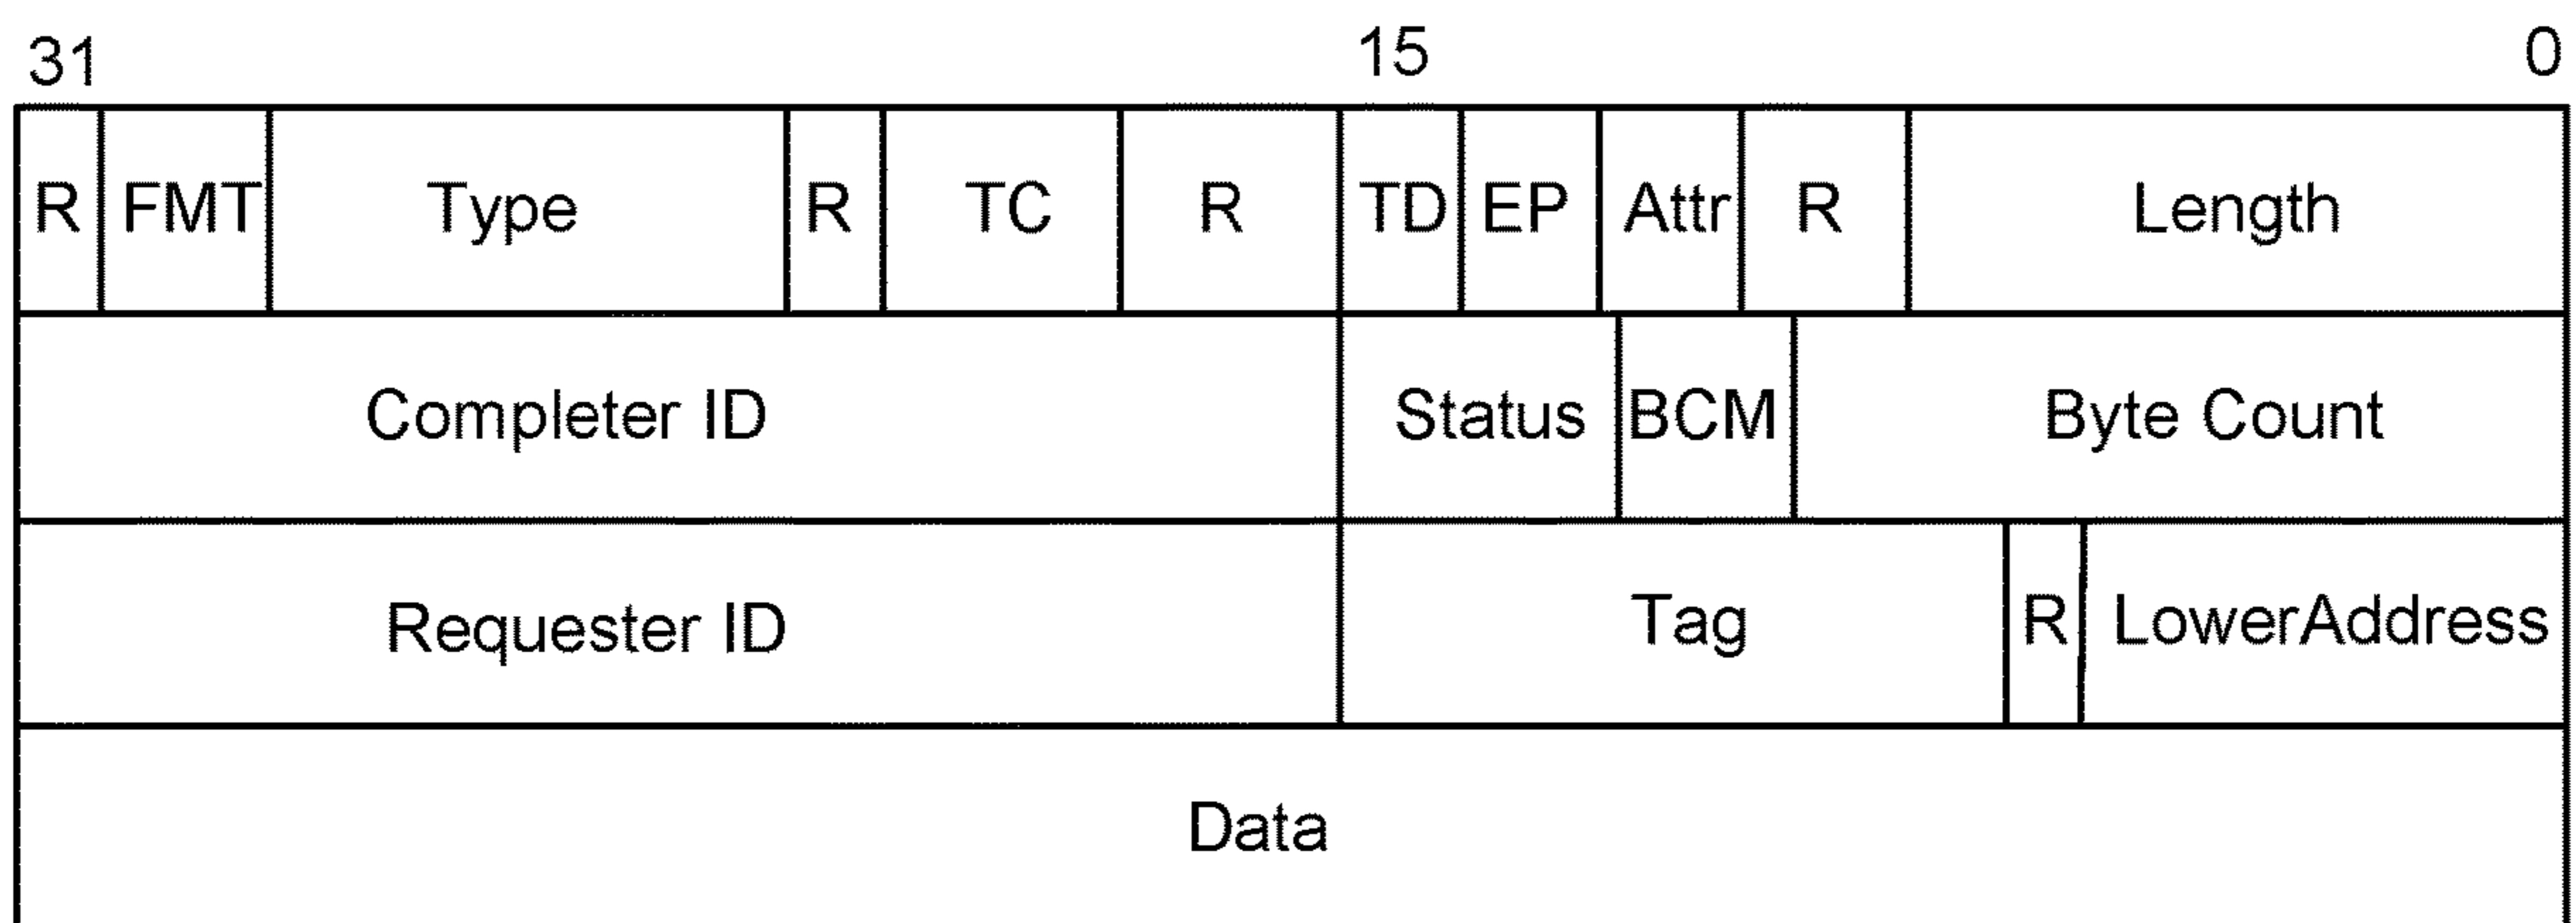 31 15 0
R FMT Type R TC R TD EP Attr R Length
Completer ID Status BCM Byte Count
Requester ID Tag R LowerAddress
Data